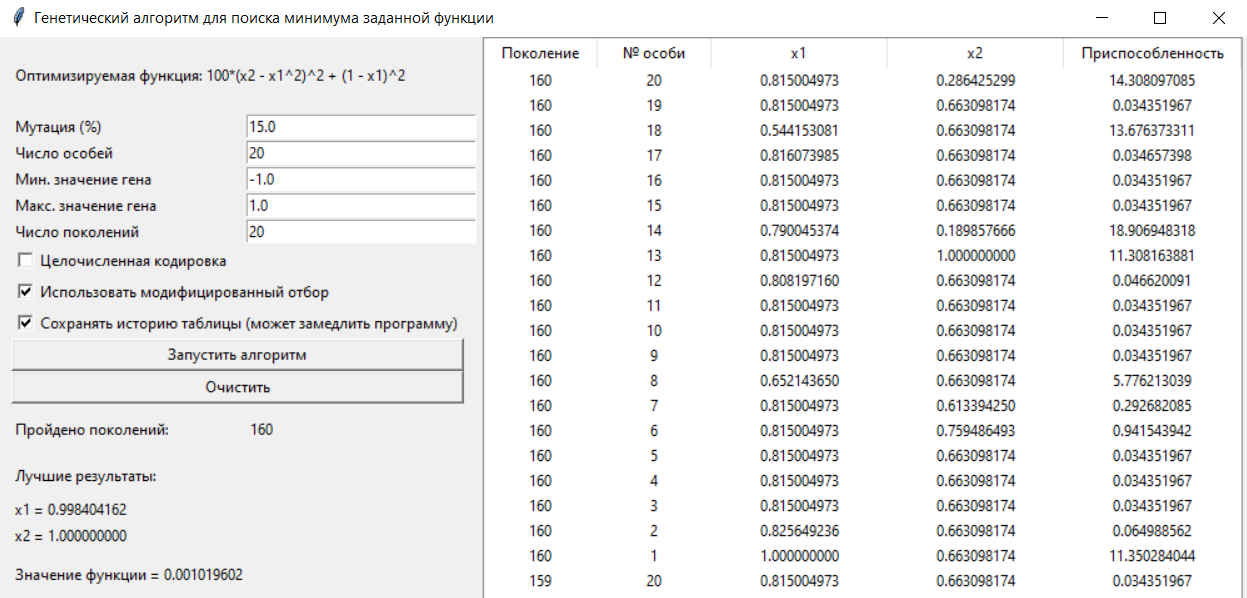 Генетический алгоритм для поиска минимума заданной функции
Оптимизируемая функция: 100*(x2 - x1^2)^2 + (1 - x1)^2
Мутация (%) 15.0
Число особей 20
Мин. значение гена -1.0
Макс. значение гена 1.0
Число поколений 20
Целочисленная кодировка
Использовать модифицированный отбор
Сохранять историю таблицы (может замедлить программу)
Запустить алгоритм
Очистить
Пройдено поколений: 160
Лучшие результаты:
x1 = 0.998404162
x2 = 1.000000000
Значение функции = 0.001019602
Поколение № особи x1 x2 Приспособленность
160 20 0.815004973 0.286425299 14.308097085
160 19 0.815004973 0.663098174 0.034351967
160 18 0.544153081 0.663098174 13.676373311
160 17 0.816073985 0.663098174 0.034657398
160 16 0.815004973 0.663098174 0.034351967
160 15 0.815004973 0.663098174 0.034351967
160 14 0.790045374 0.189857666 18.906948318
160 13 0.815004973 1.000000000 11.308163881
160 12 0.808197160 0.663098174 0.046620091
160 11 0.815004973 0.663098174 0.034351967
160 10 0.815004973 0.663098174 0.034351967
160 9 0.815004973 0.663098174 0.034351967
160 8 0.652143650 0.663098174 5.776213039
160 7 0.815004973 0.613394250 0.292682085
160 6 0.815004973 0.759486493 0.941543942
160 5 0.815004973 0.663098174 0.034351967
160 4 0.815004973 0.663098174 0.034351967
160 3 0.815004973 0.663098174 0.034351967
160 2 0.825649236 0.663098174 0.064988562
160 1 1.000000000 0.663098174 11.350284044
159 20 0.815004973 0.663098174 0.034351967